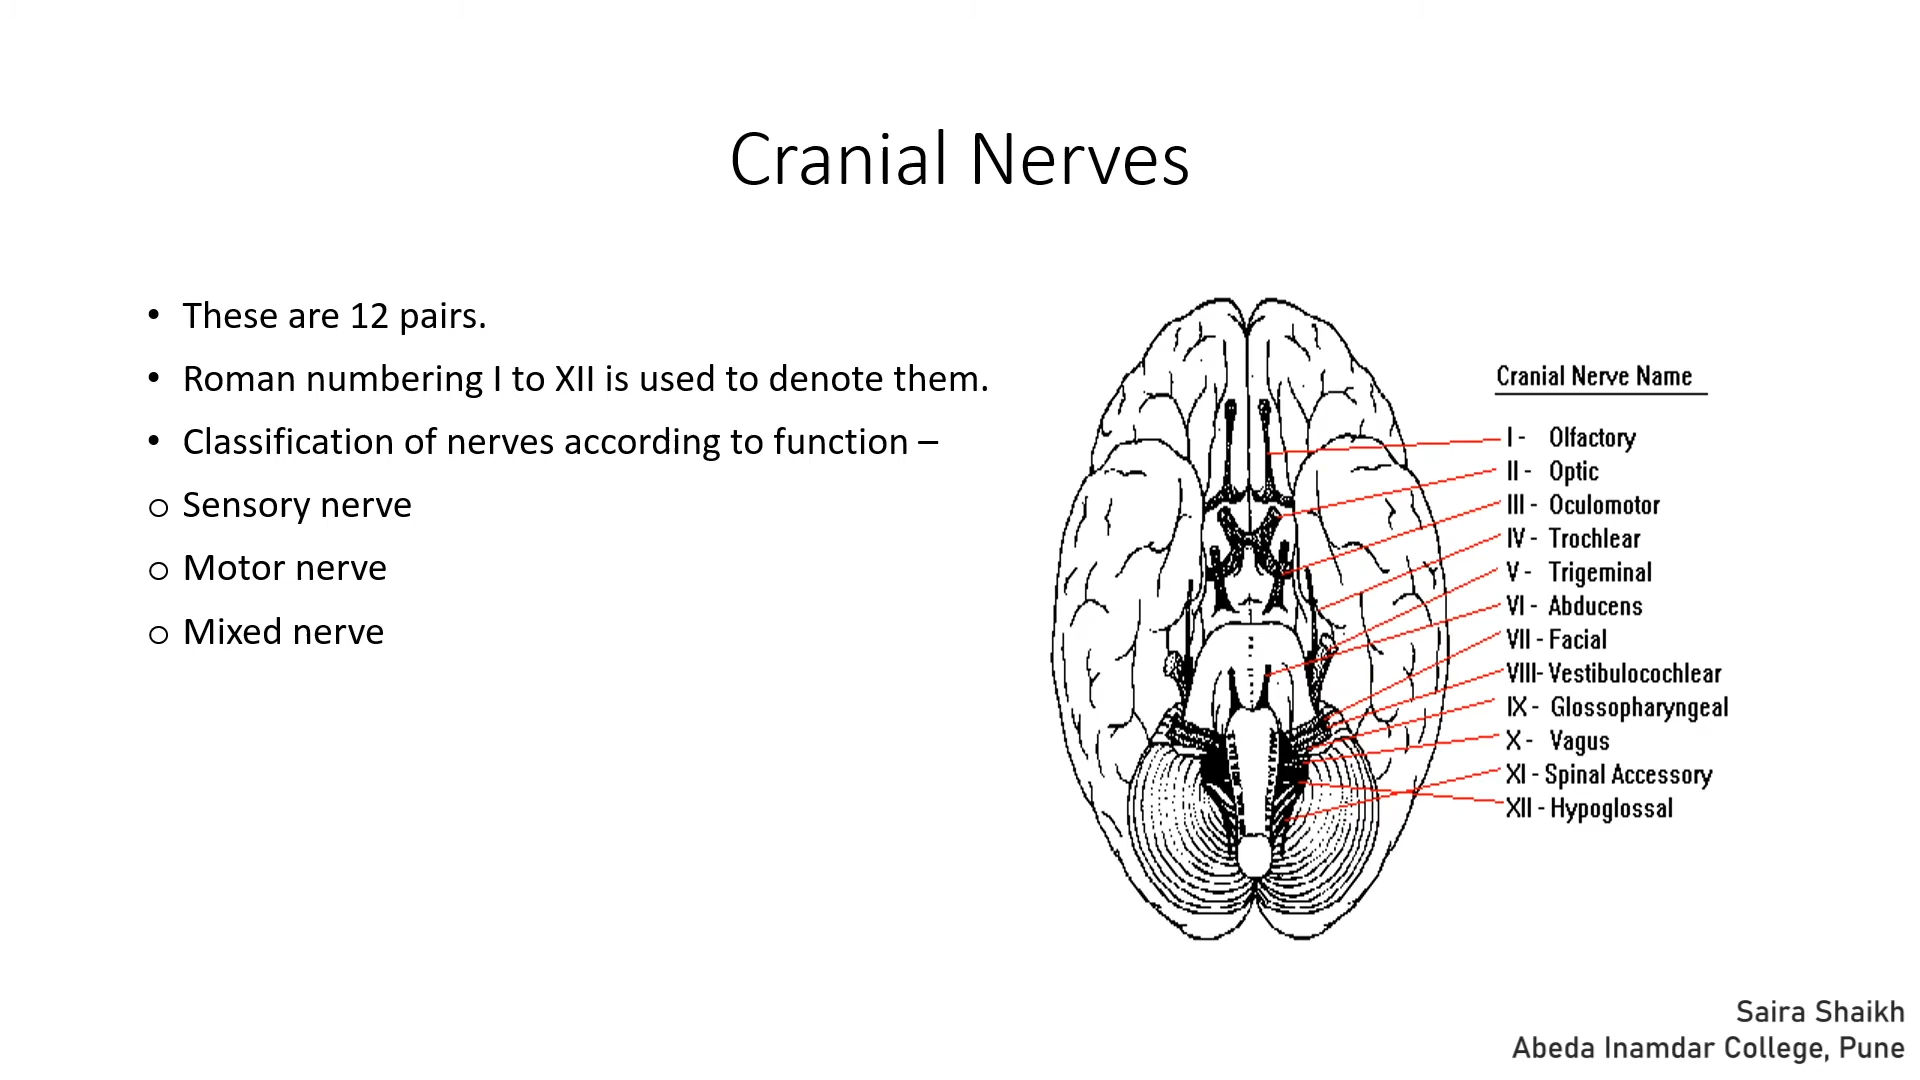 Cranial Nerves
• These are 12 pairs.
• Roman numbering I to XII is used to denote them.
• Classification of nerves according to function –
o Sensory nerve
o Motor nerve
o Mixed nerve
Cranial Nerve Name
I - Olfactory
II - Optic
III - Oculomotor
IV - Trochlear
V - Trigeminal
VI - Abducens
VII - Facial
VIII- Vestibulocochlear
IX - Glossopharyngeal
X - Vagus
XI - Spinal Accessory
XII - Hypoglossal
Saira Shaikh
Abeda Inamdar College, Pune